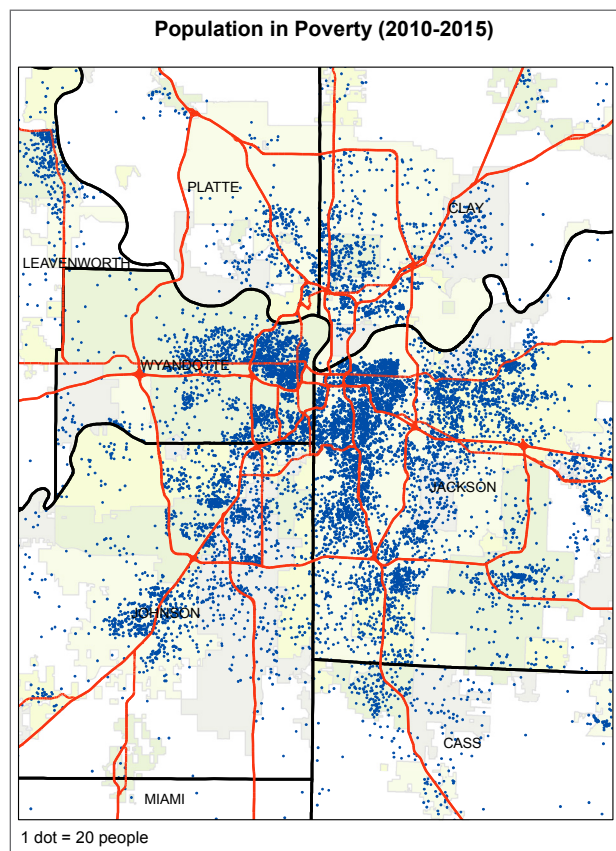 Population in Poverty (2010-2015)
PLATTE
CLAY
LEAVENWORTH
WYANDOTTE
JACKSON
JOHNSON
CASS
MIAMI
1 dot = 20 people